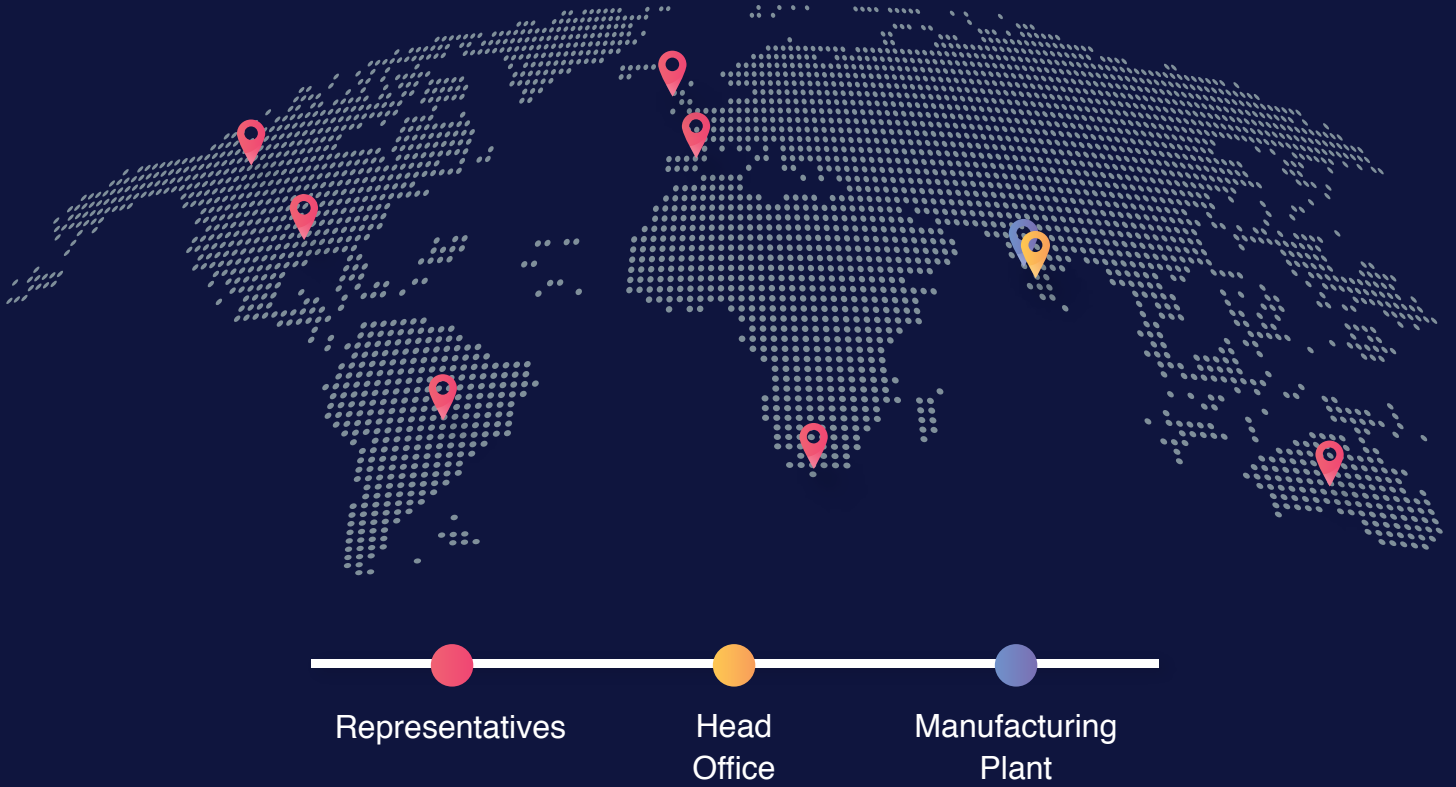 Representatives
Head
Office
Manufacturing
Plant